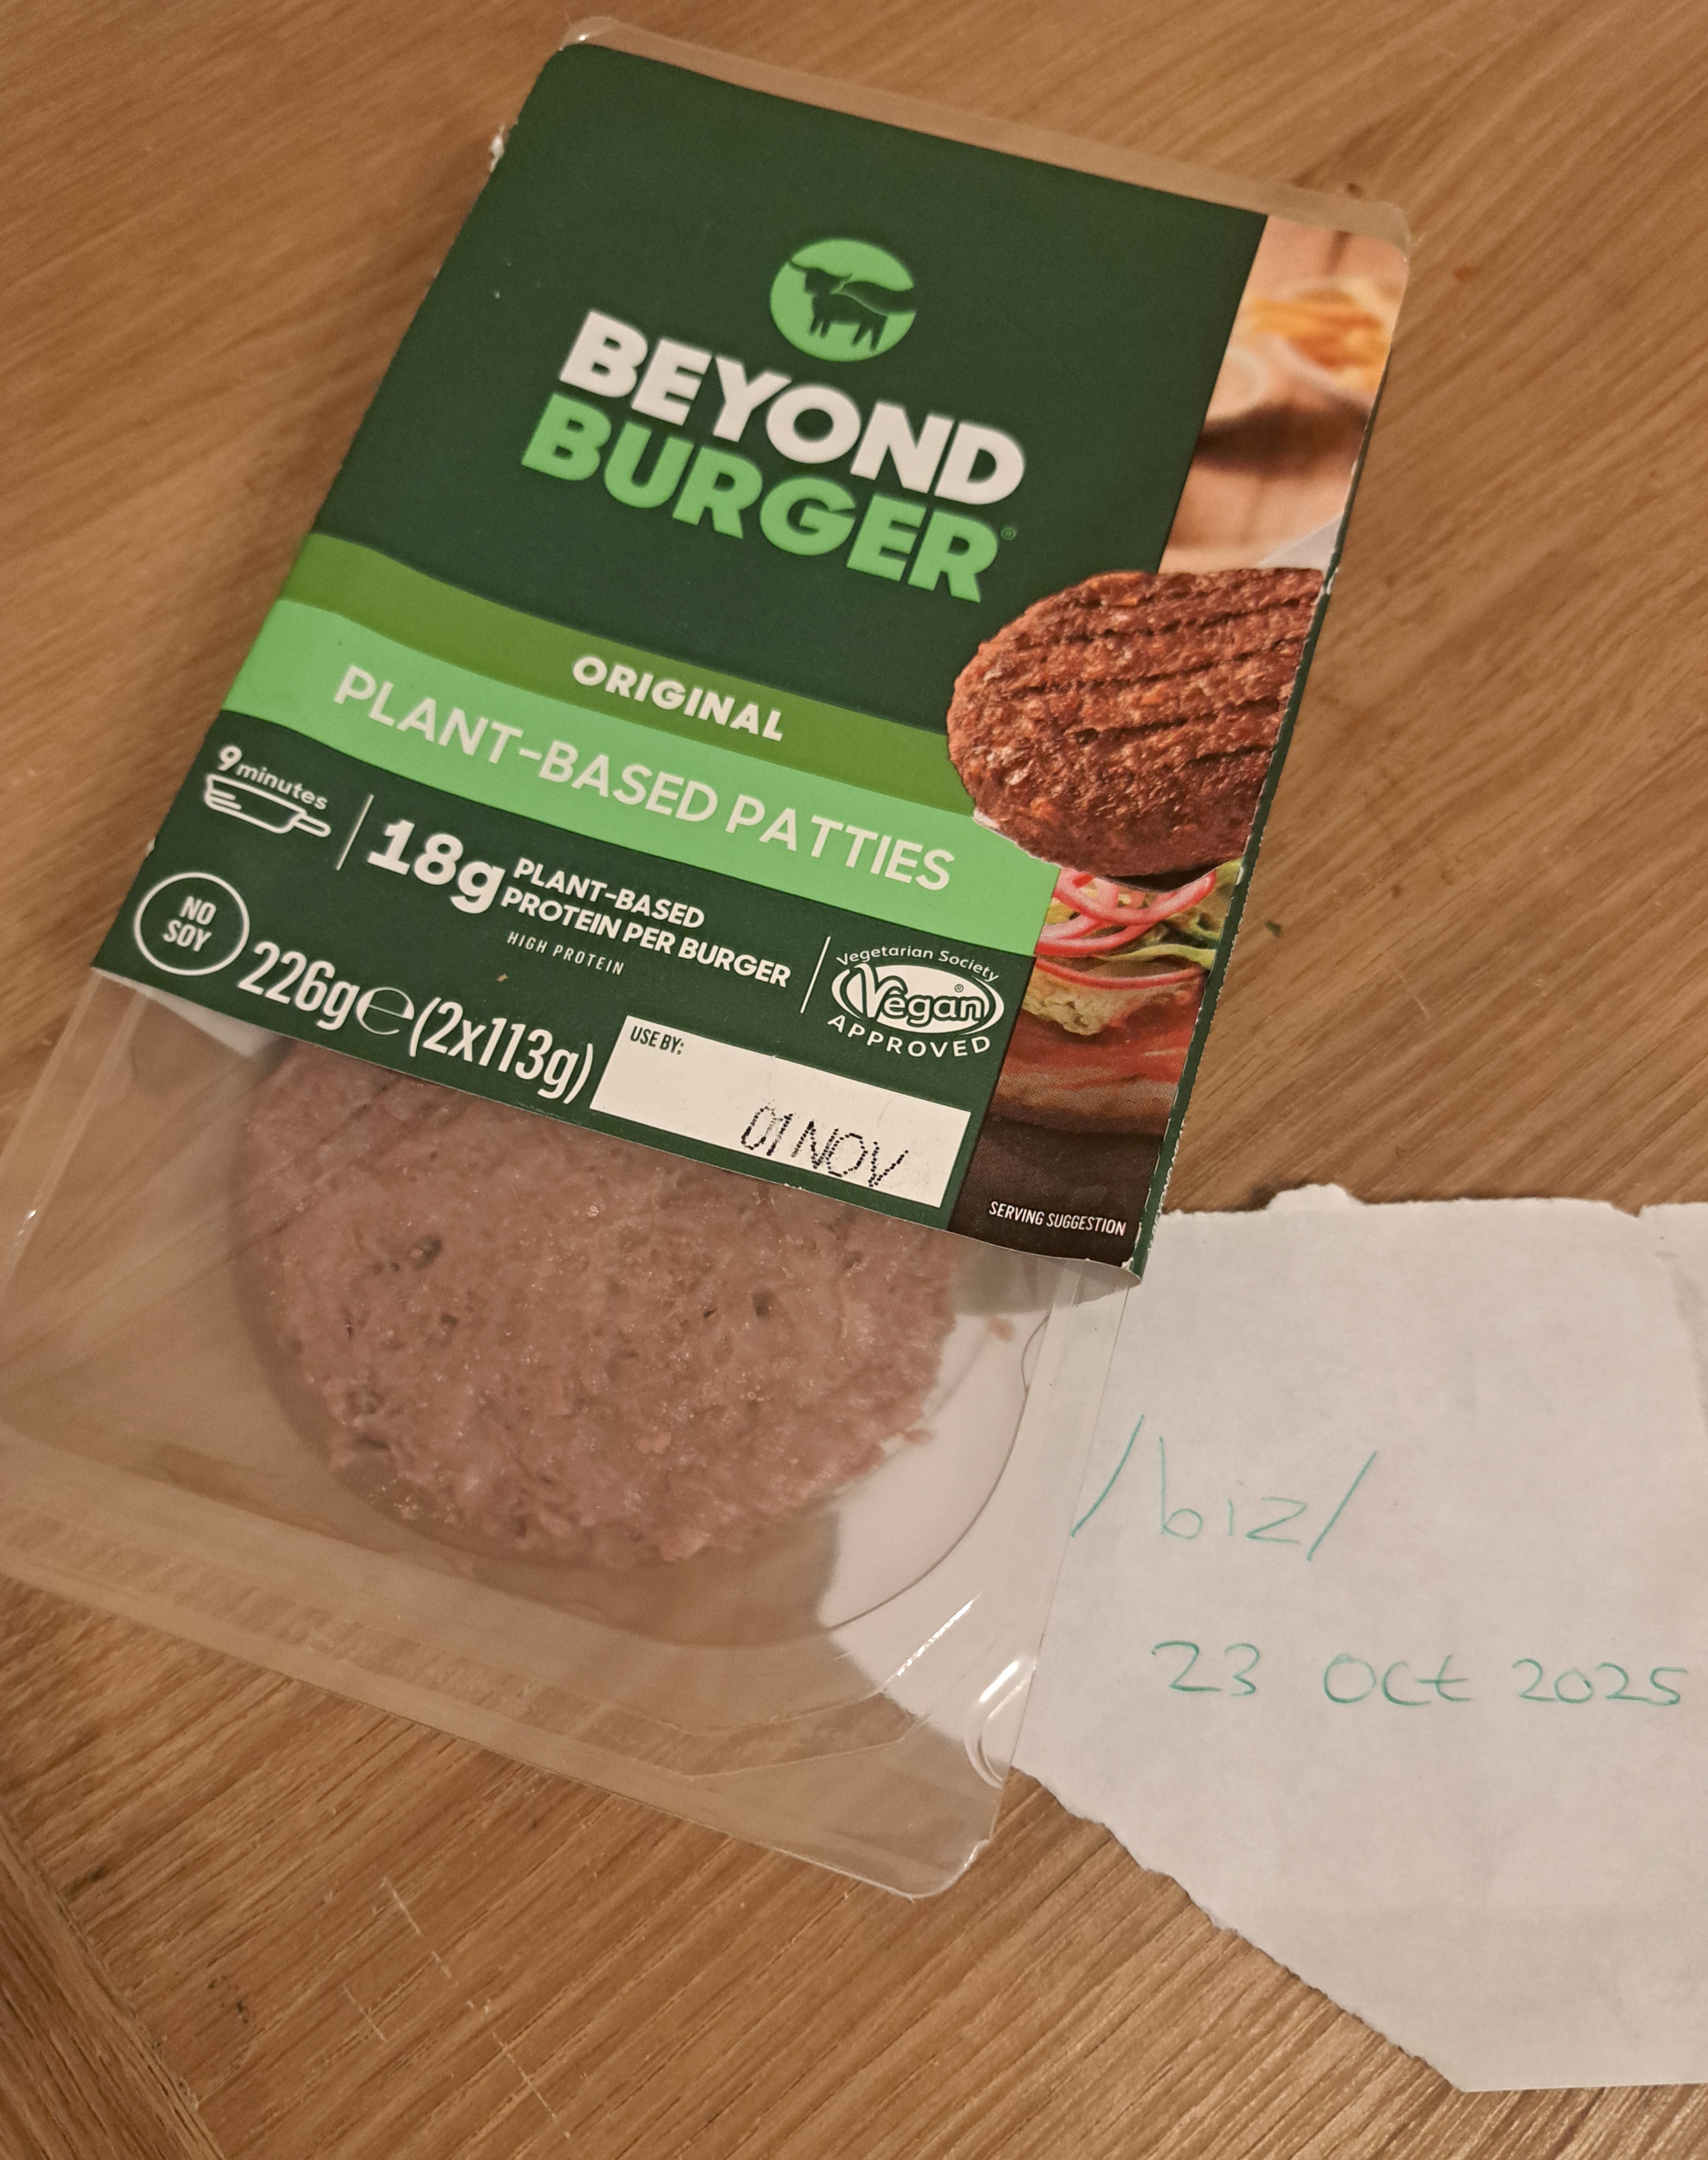 BEYOND
BURGER®
ORIGINAL
PLANT-BASED PATTIES
9 minutes
18g PLANT-BASED
PROTEIN PER BURGER
HIGH PROTEIN
NO
SOY
226g℮(2x113g)
Vegetarian Society
Vegan®
APPROVED
USE BY:
01 NOV
SERVING SUGGESTION
/biz/
23 Oct 2025